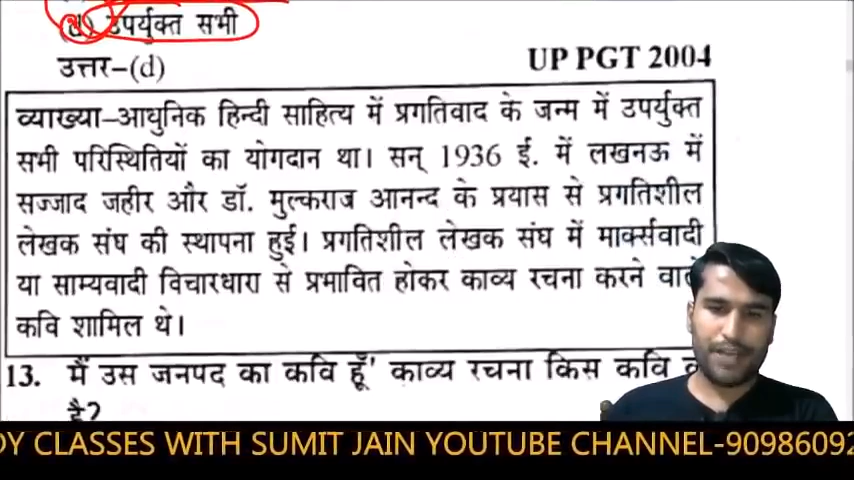 (d) उपर्युक्त सभी
उत्तर–(d)
UP PGT 2004
व्याख्या–आधुनिक हिन्दी साहित्य में प्रगतिवाद के जन्म में उपर्युक्त
सभी परिस्थितियों का योगदान था। सन् 1936 ई. में लखनऊ में
सज्जाद जहीर और डॉ. मुल्कराज आनन्द के प्रयास से प्रगतिशील
लेखक संघ की स्थापना हुई। प्रगतिशील लेखक संघ में मार्क्सवादी
या साम्यवादी विचारधारा से प्रभावित होकर काव्य रचना करने वाले
कवि शामिल थे।
13. मैं उस जनपद का कवि हूँ' काव्य रचना किस कवि
है?
CLASSES WITH SUMIT JAIN YOUTUBE CHANNEL-90986092